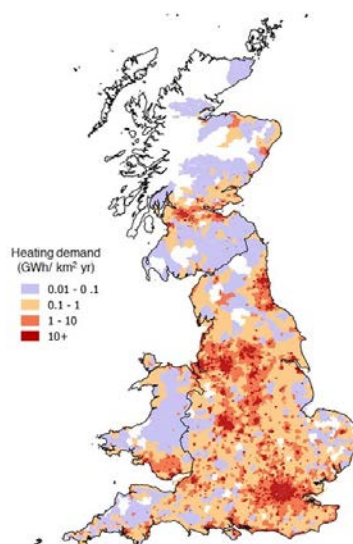 Heating demand
(GWh/ km² yr)
0.01 - 0 .1
0.1 - 1
1 - 10
10+